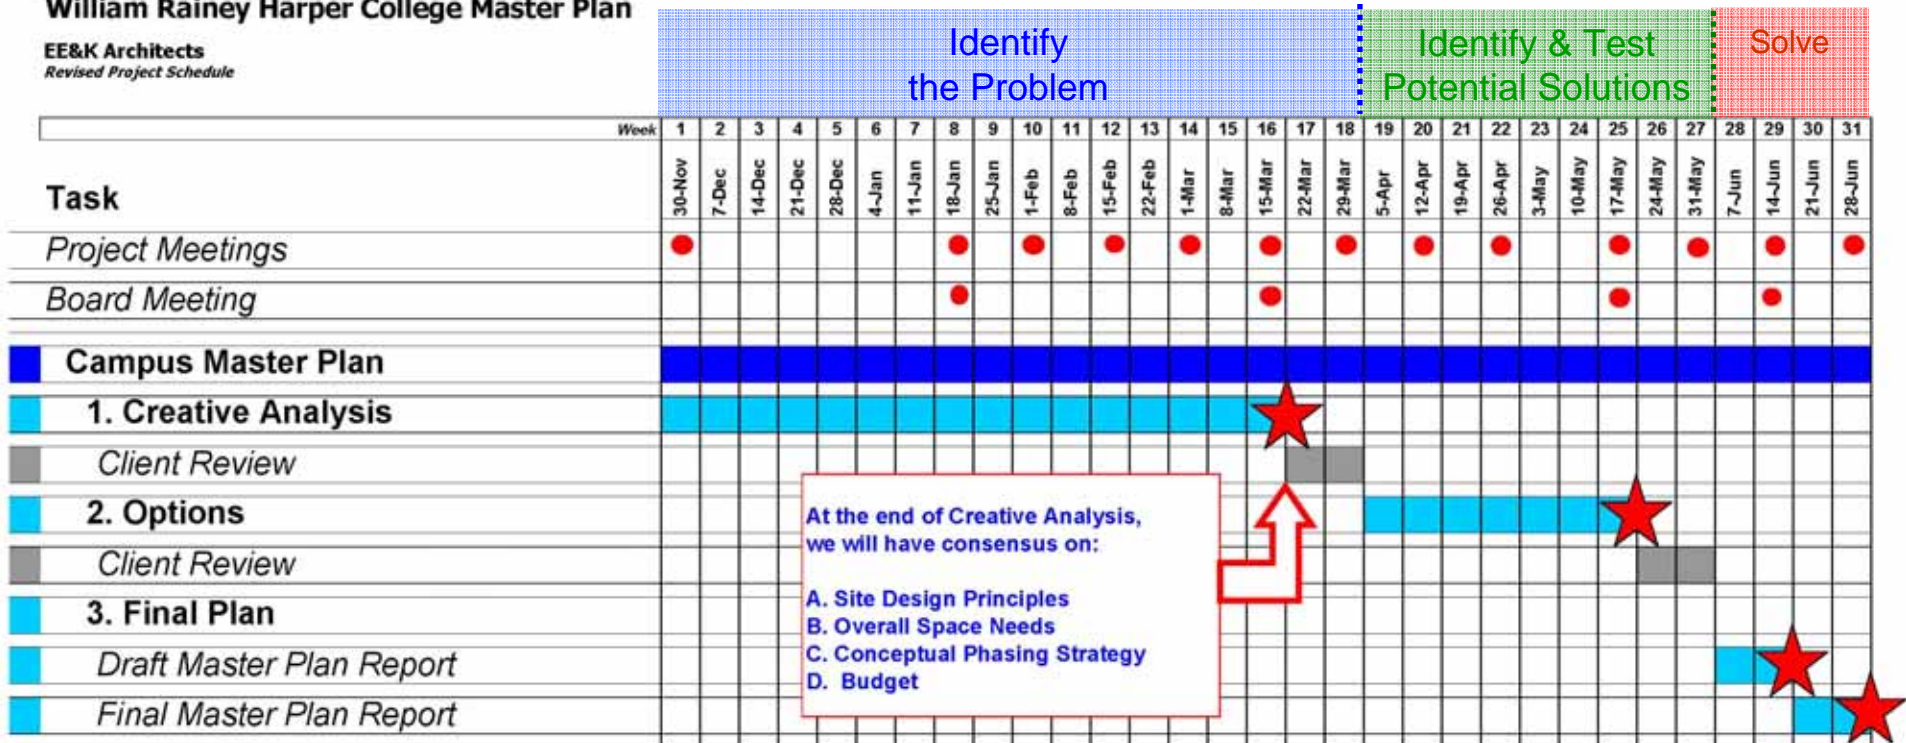 William Rainey Harper College Master Plan
EE&K Architects
Revised Project Schedule
Identify
the Problem
Identify & Test
Potential Solutions
Solve
Week 1 2 3 4 5 6 7 8 9 10 11 12 13 14 15 16 17 18 19 20 21 22 23 24 25 26 27 28 29 30 31
Task 30-Nov 7-Dec 14-Dec 21-Dec 28-Dec 4-Jan 11-Jan 18-Jan 25-Jan 1-Feb 8-Feb 15-Feb 22-Feb 1-Mar 8-Mar 15-Mar 22-Mar 29-Mar 5-Apr 12-Apr 19-Apr 26-Apr 3-May 10-May 17-May 24-May 31-May 7-Jun 14-Jun 21-Jun 28-Jun
Project Meetings
Board Meeting
Campus Master Plan
1. Creative Analysis
Client Review
2. Options
Client Review
3. Final Plan
Draft Master Plan Report
Final Master Plan Report
At the end of Creative Analysis,
we will have consensus on:
A. Site Design Principles
B. Overall Space Needs
C. Conceptual Phasing Strategy
D. Budget